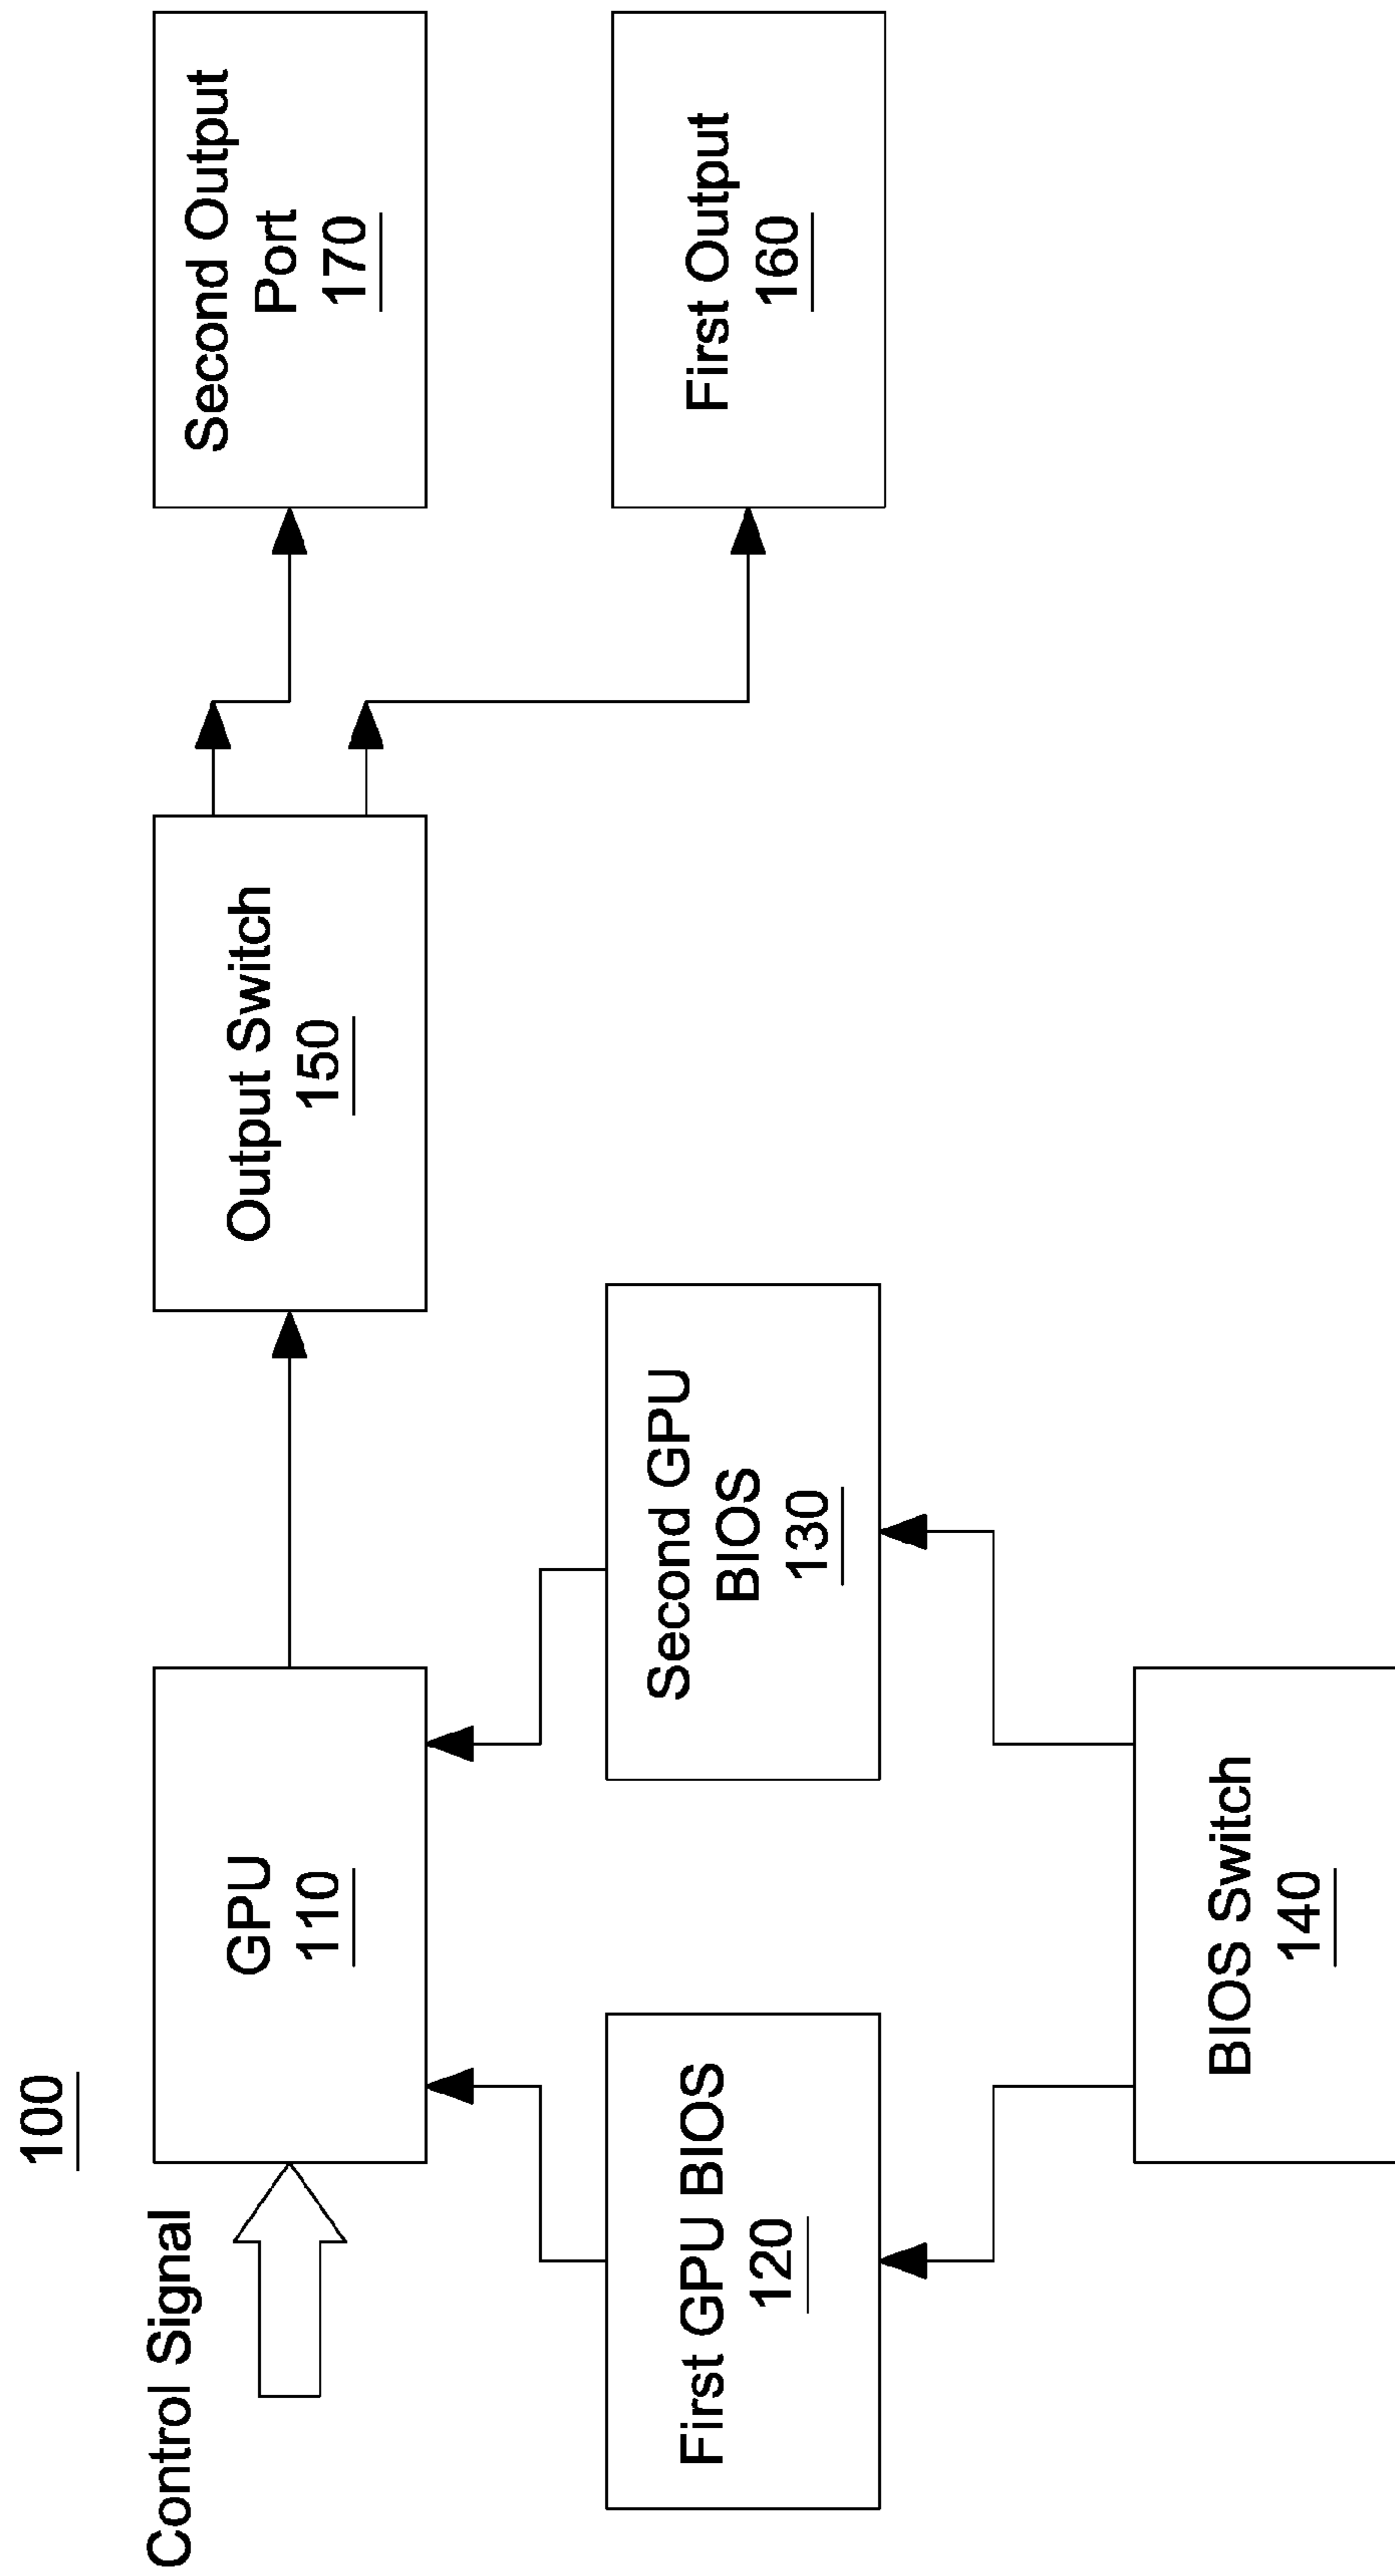 100
Control Signal
GPU
110
Output Switch
150
Second Output
Port
170
First GPU BIOS
120
Second GPU
BIOS
130
First Output
160
BIOS Switch
140